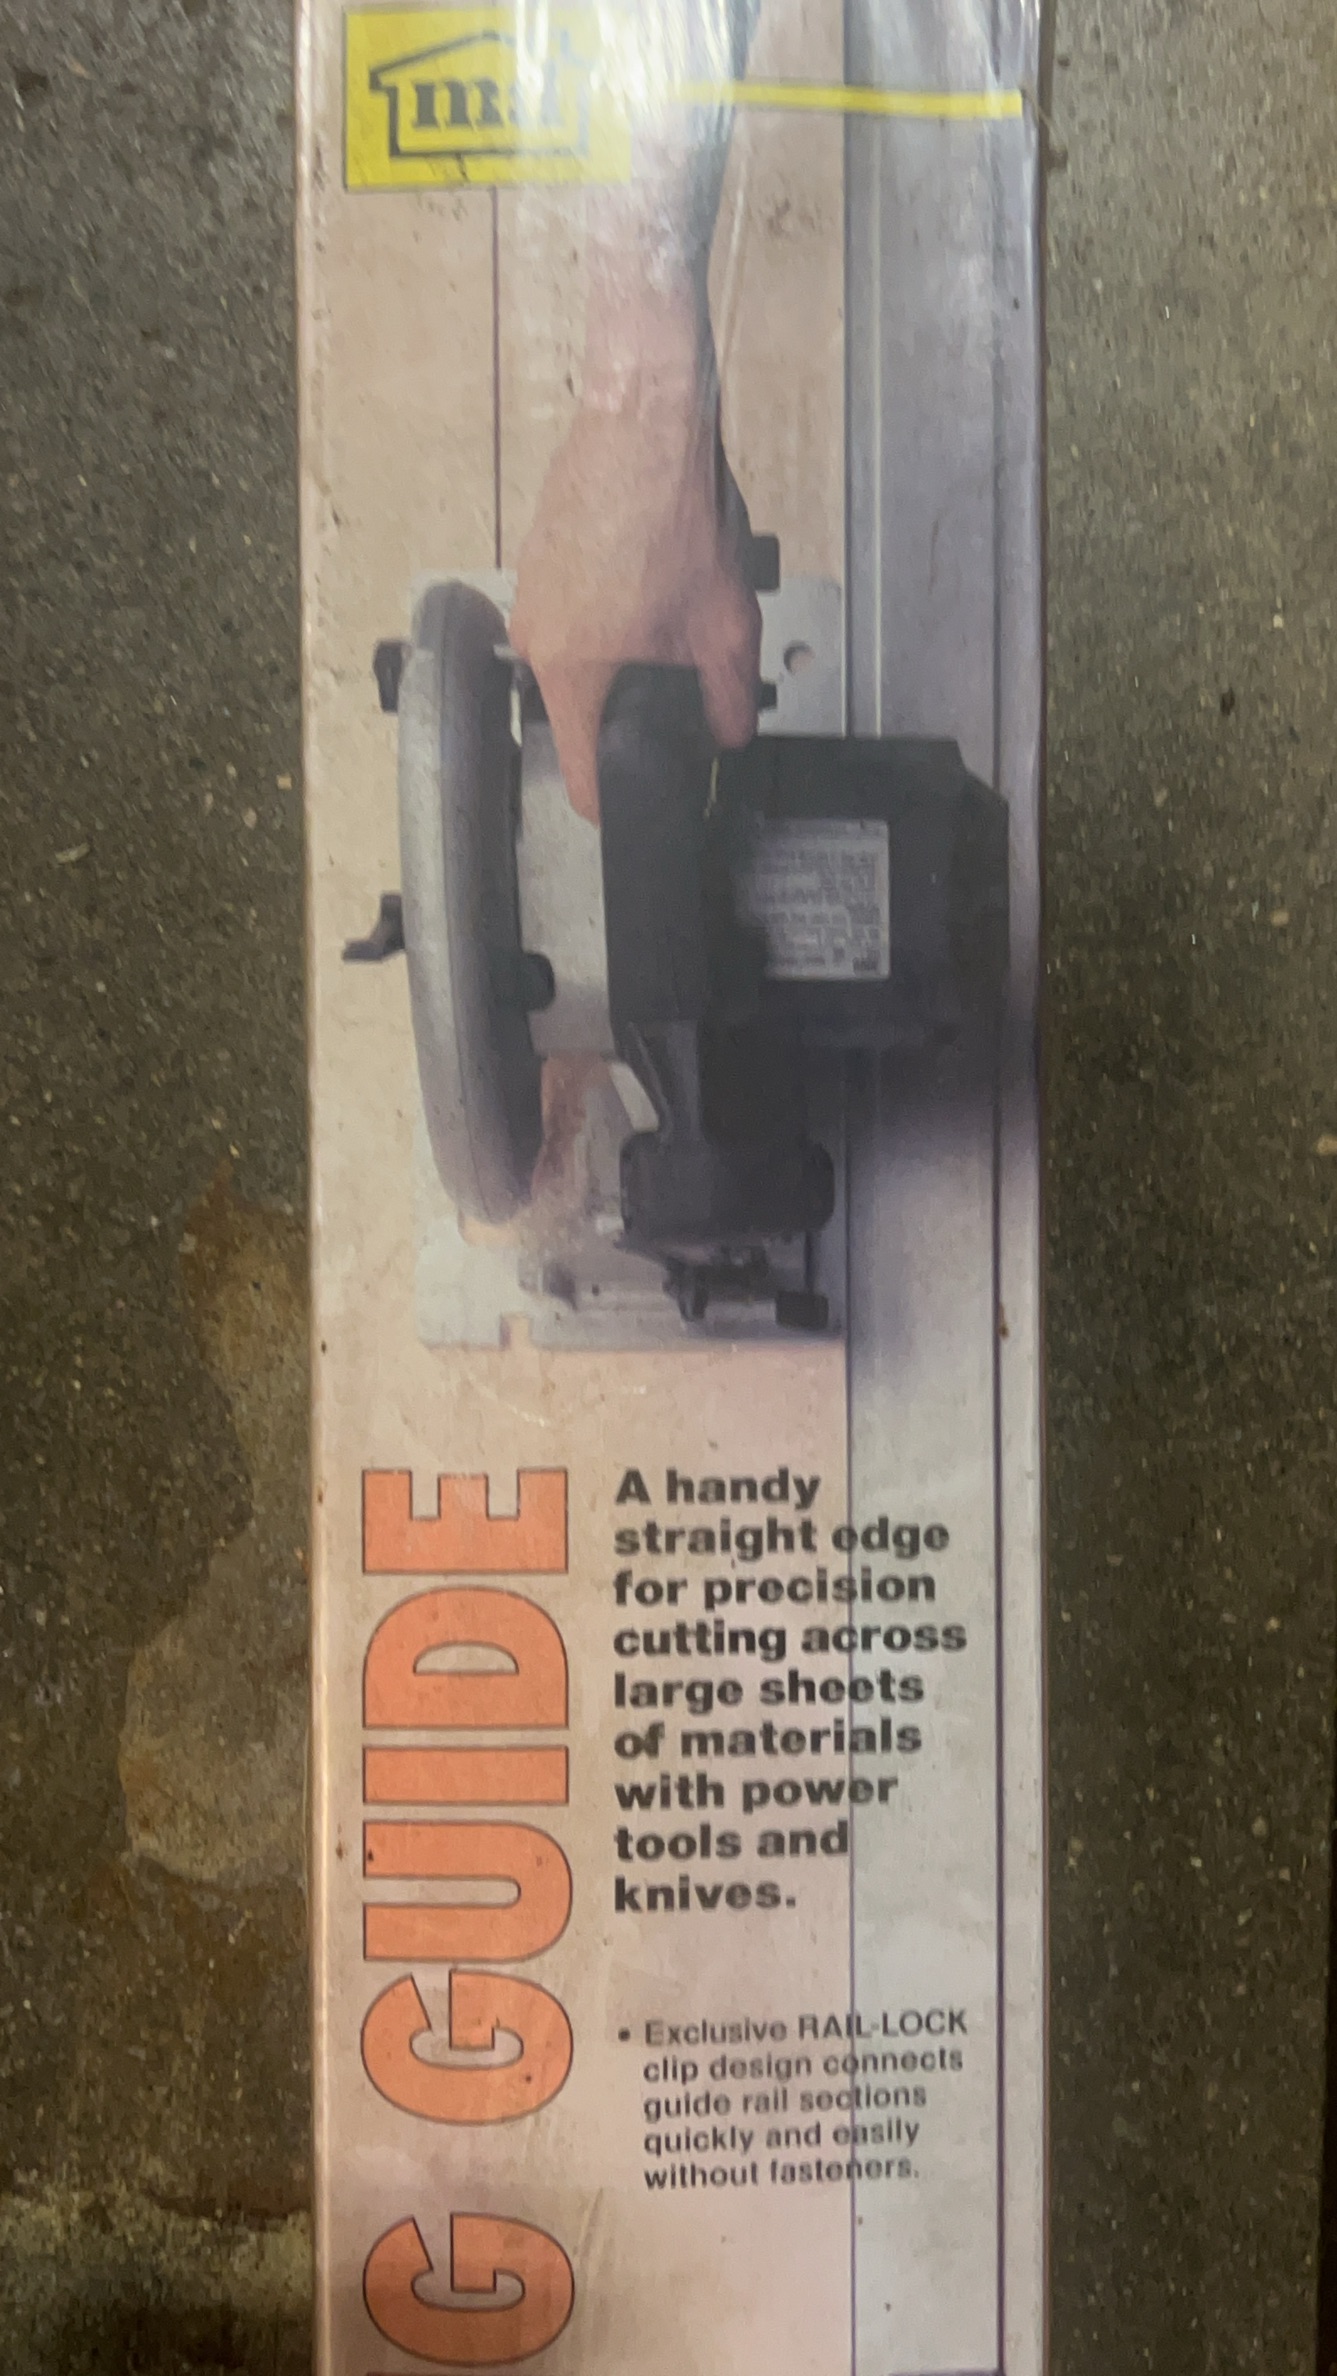 GUIDE
A handy
straight edge
for precision
cutting across
large sheets
of materials
with power
tools and
knives.
• Exclusive RAIL-LOCK
clip design connects
guide rail sections
quickly and easily
without fasteners.